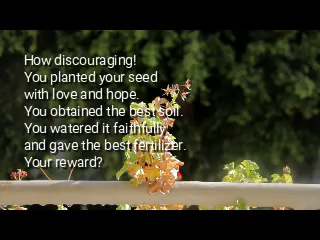 How discouraging!
You planted your seed
with love and hope.
You obtained the best soil.
You watered it faithfully
and gave the best fertilizer.
Your reward?